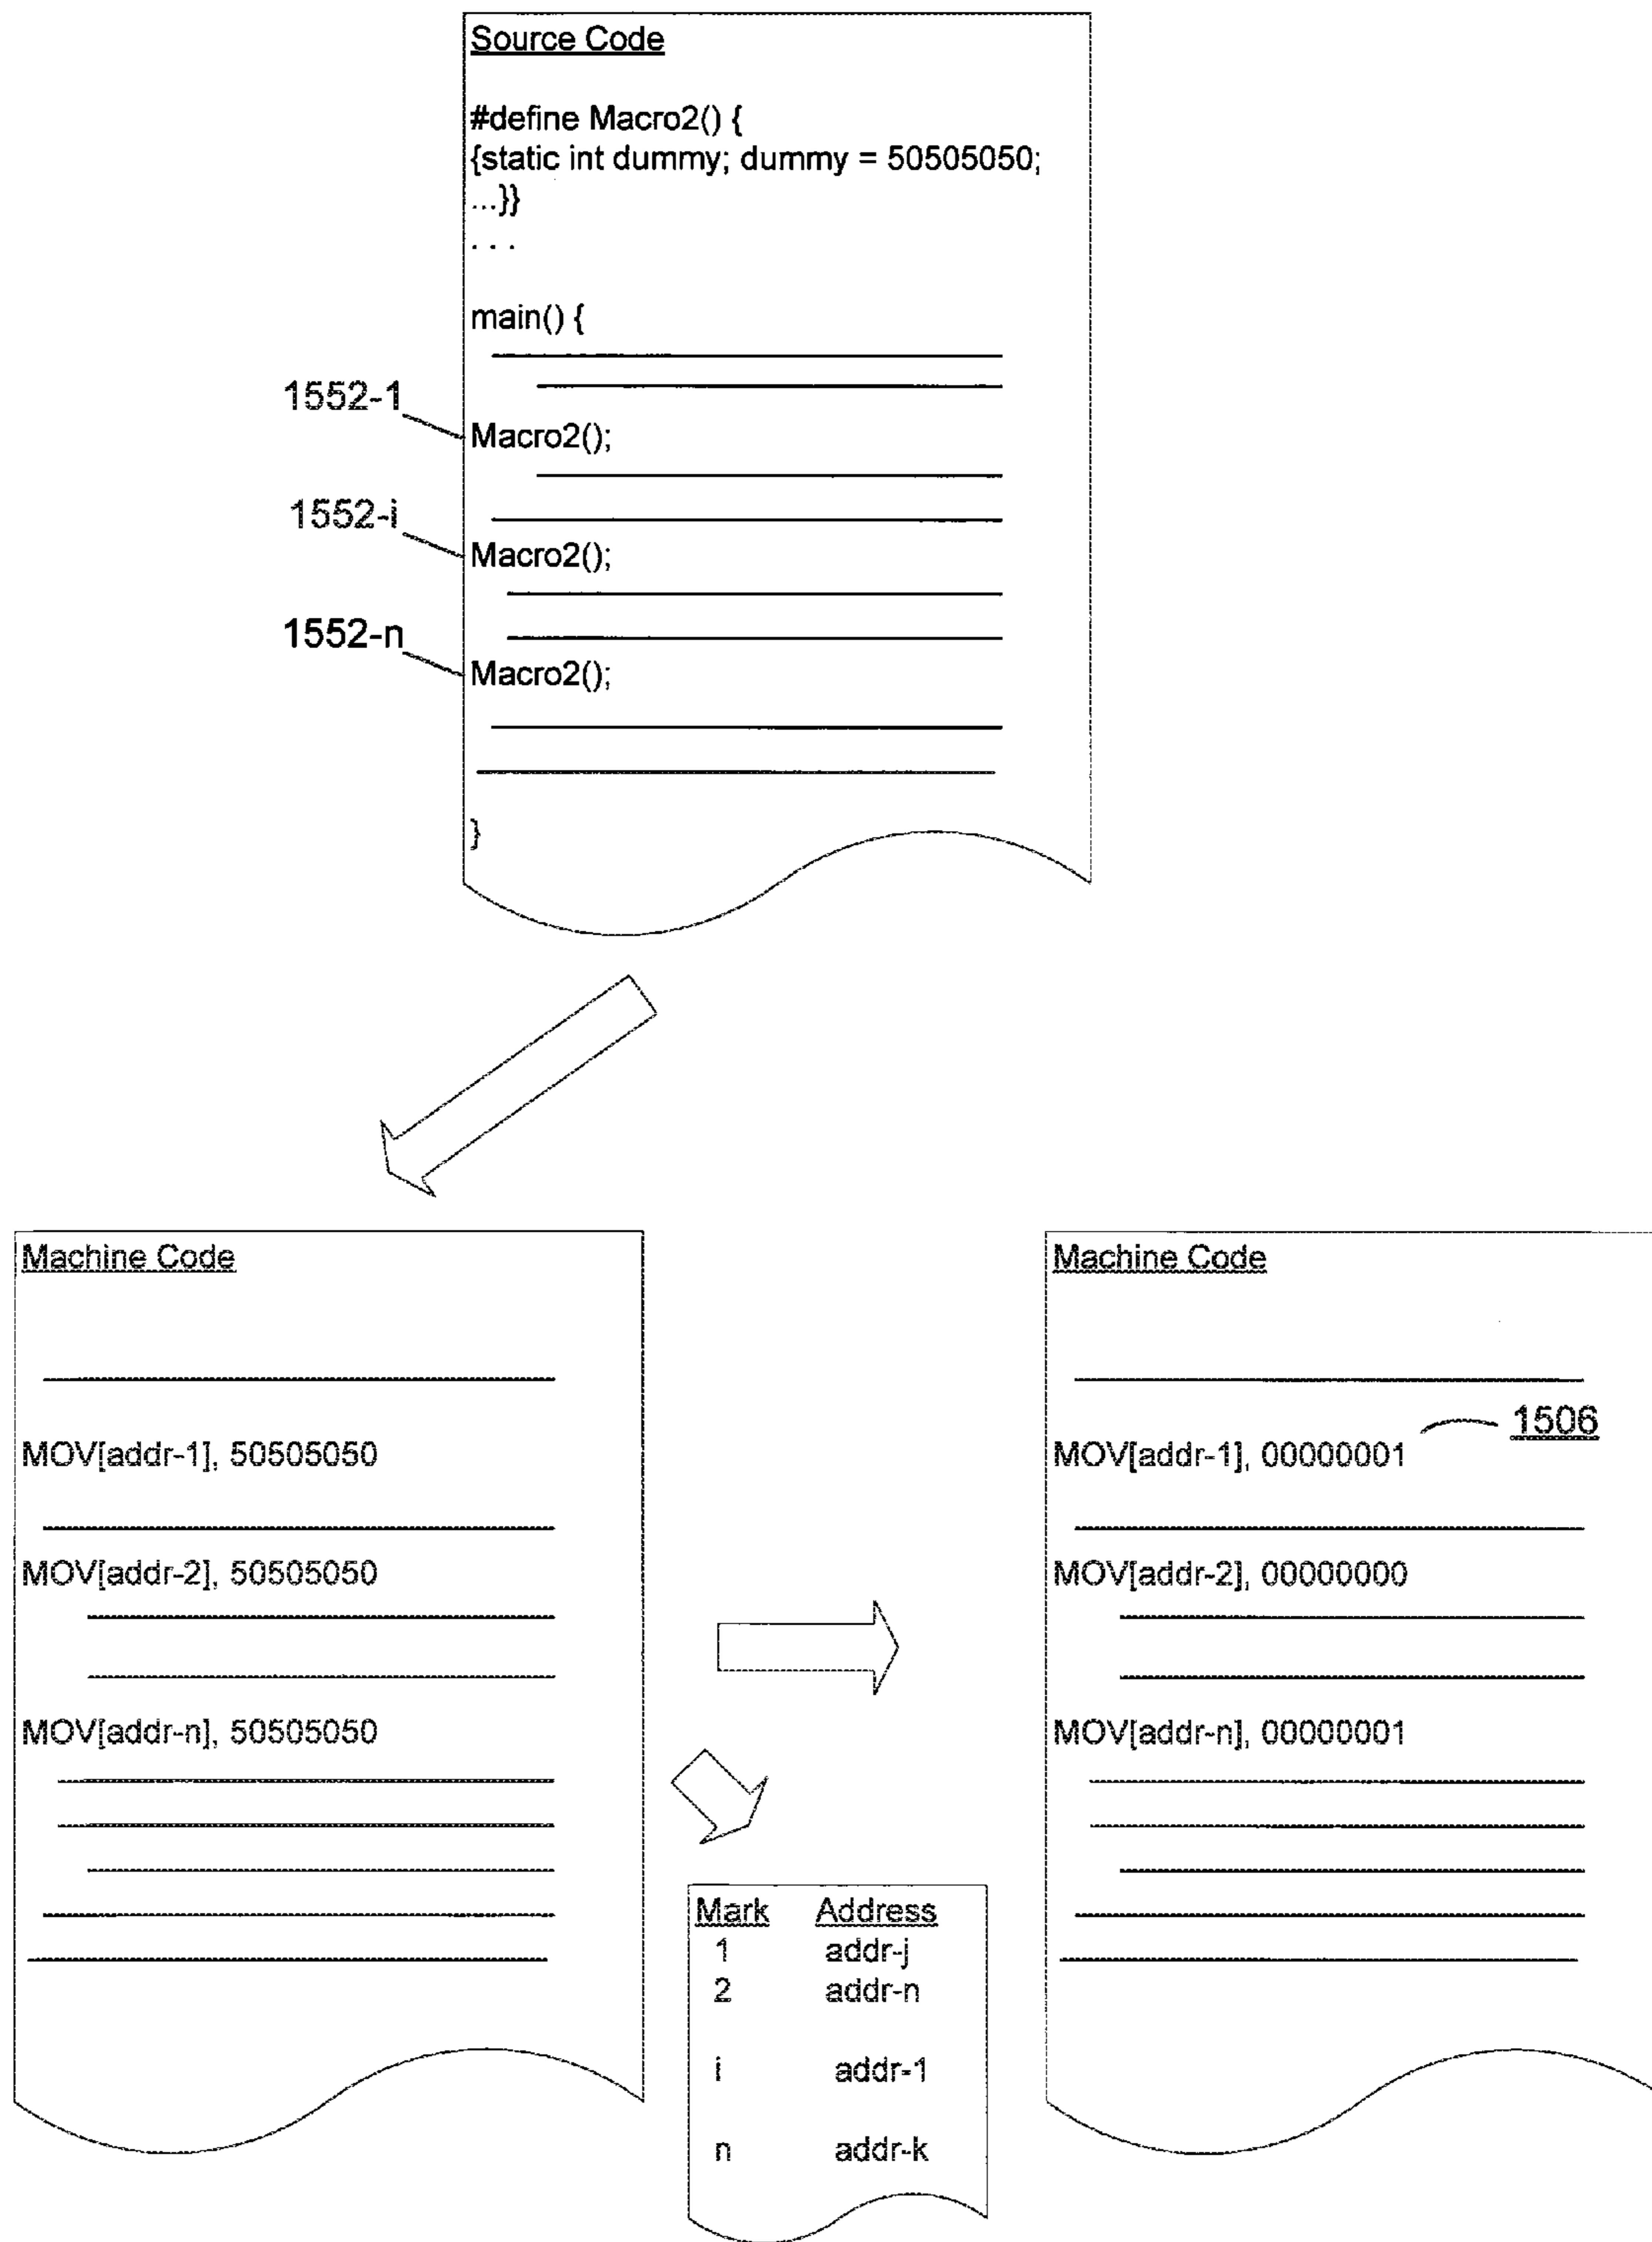 Source Code
#define Macro2() {
{static int dummy; dummy = 50505050;
...}}
. . .
main() {
1552-1
Macro2();
1552-i
Macro2();
1552-n
Macro2();
}
Machine Code
MOV[addr-1], 50505050
MOV[addr-2], 50505050
MOV[addr-n], 50505050
Machine Code
1506
MOV[addr-1], 00000001
MOV[addr-2], 00000000
MOV[addr-n], 00000001
Mark Address
1 addr-j
2 addr-n
i addr-1
n addr-k